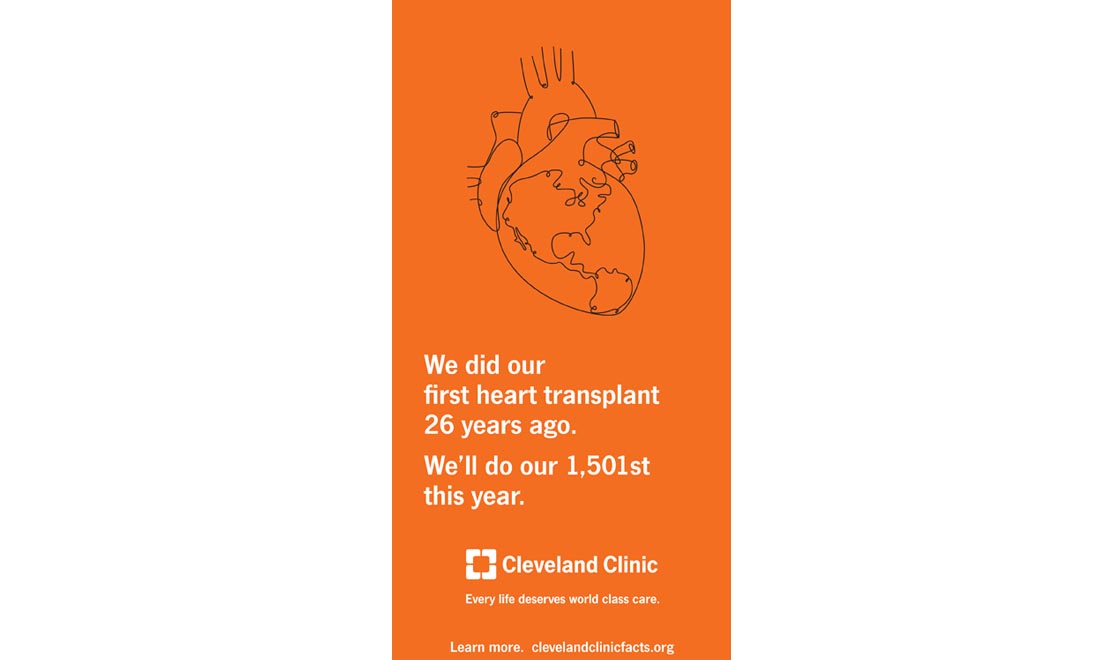 We did our
first heart transplant
26 years ago.
We'll do our 1,501st
this year.
Cleveland Clinic
Every life deserves world class care.
Learn more. clevelandclinicfacts.org